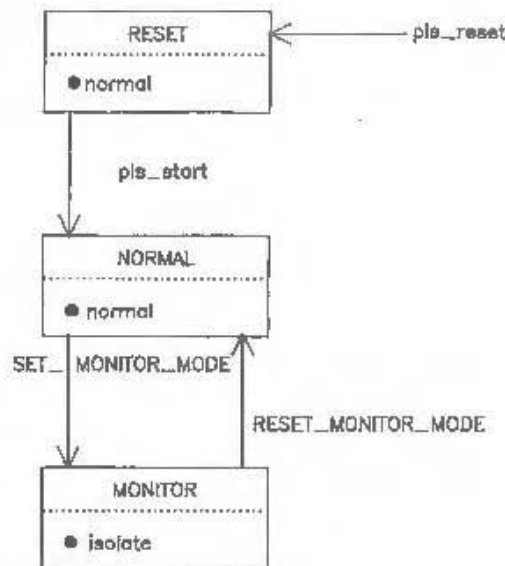 RESET
pls_reset
● normal
pls_start
NORMAL
● normal
SET_ MONITOR_MODE
RESET_MONITOR_MODE
MONITOR
● isolate